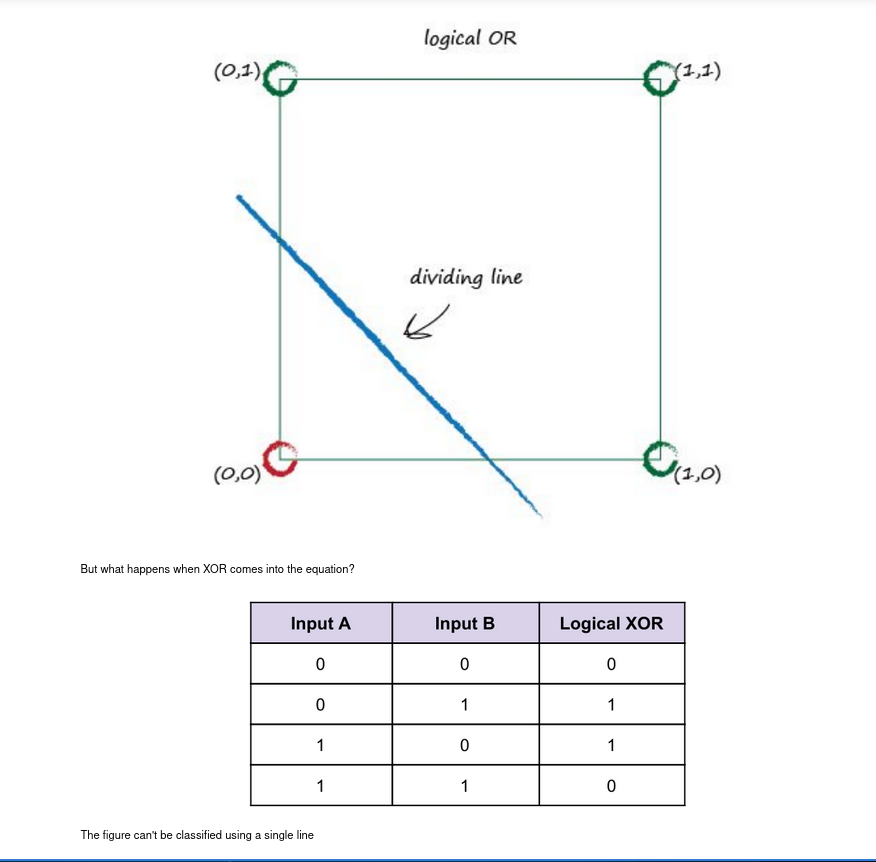 logical OR
(0,1)
(1,1)
dividing line
(0,0)
(1,0)
But what happens when XOR comes into the equation?
Input A Input B Logical XOR
0 0 0
0 1 1
1 0 1
1 1 0
The figure can't be classified using a single line